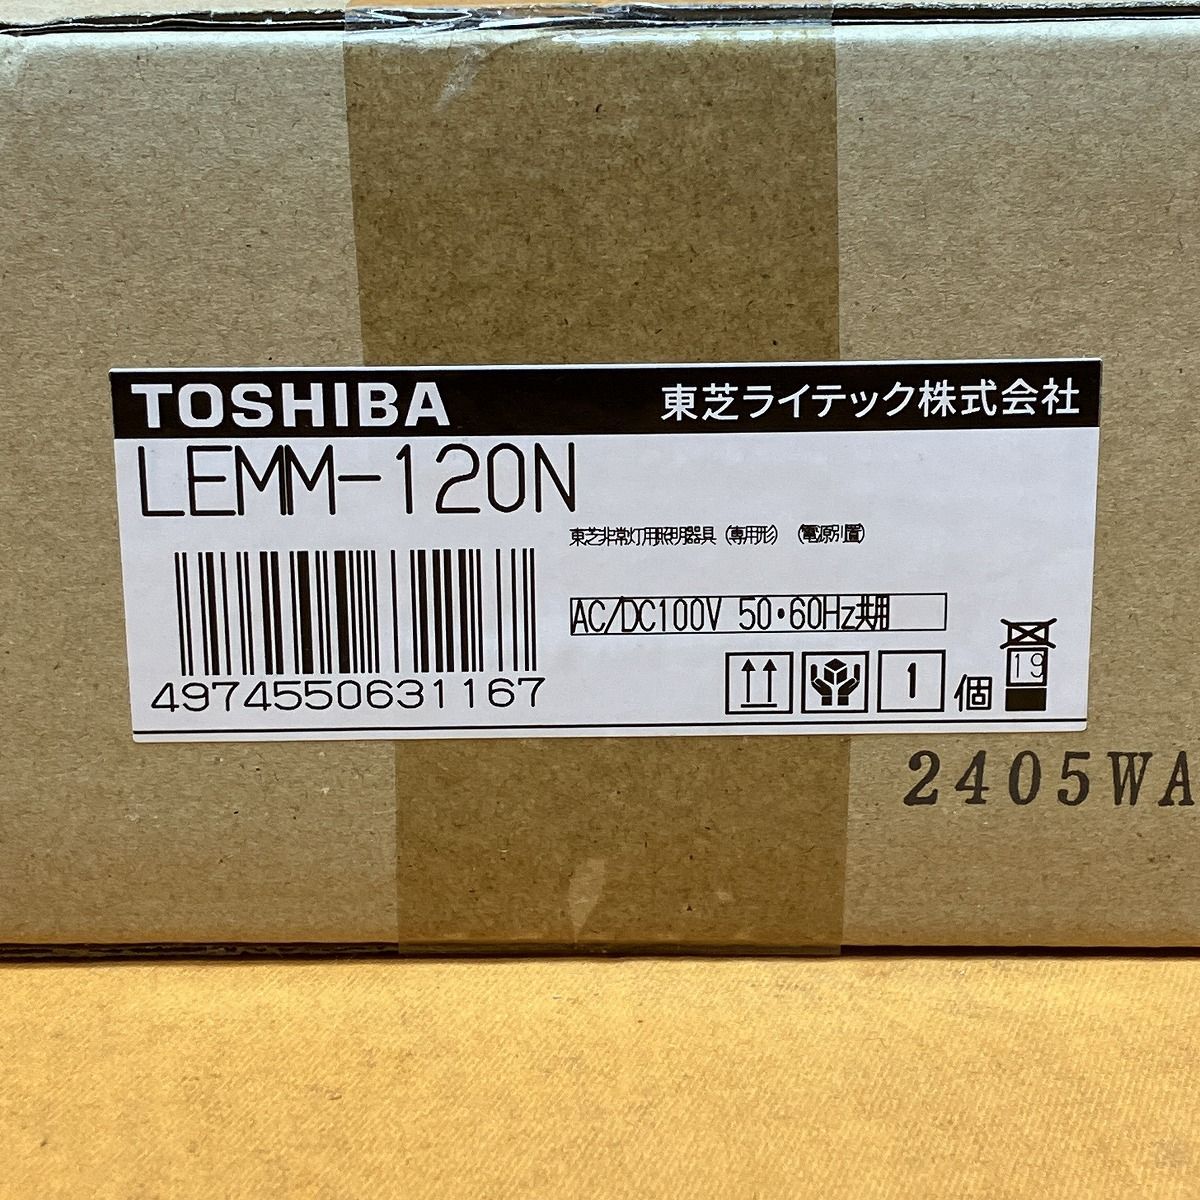 TOSHIBA 東芝ライテック株式会社
LEMM-120N
東芝非常灯用照明器具（専用形）（電源別置）
AC/DC100V 50・60Hz共用
4974550631167
1 個 19
2405WA